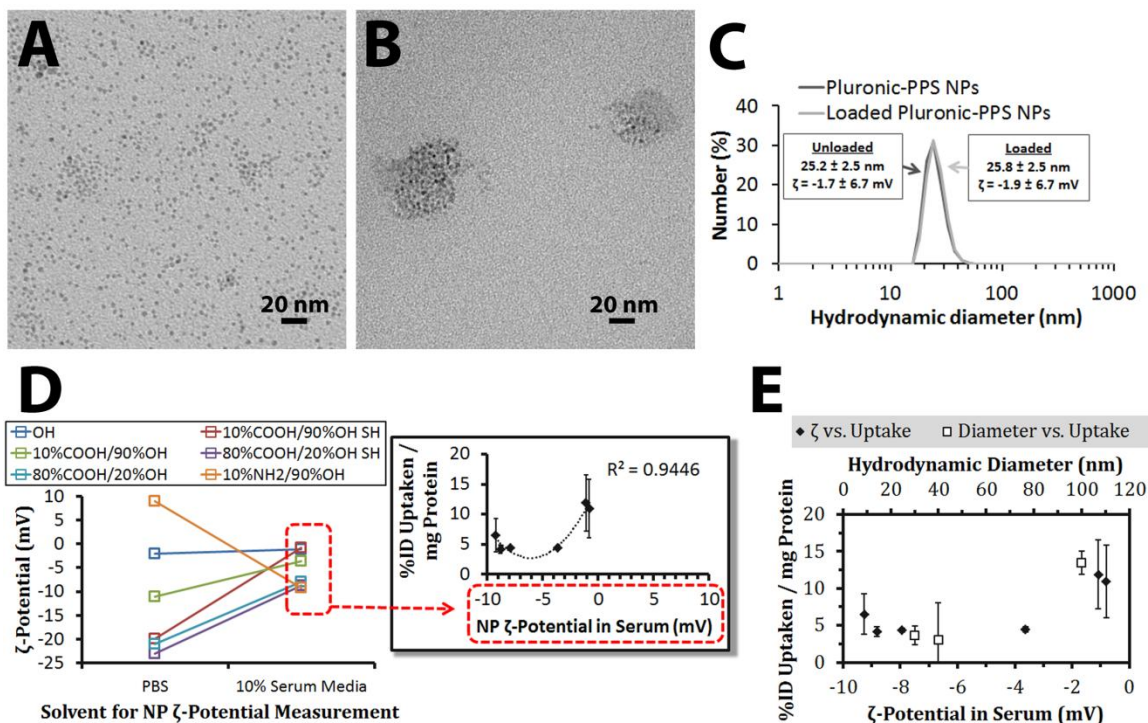 A
20 nm
B
20 nm
C
Pluronic-PPS NPs
Loaded Pluronic-PPS NPs
Number (%)
40
30
20
10
0
Unloaded
25.2 ± 2.5 nm
ζ = -1.7 ± 6.7 mV
Loaded
25.8 ± 2.5 nm
ζ = -1.9 ± 6.7 mV
1 10 100 1000
Hydrodynamic diameter (nm)
D
OH 10%COOH/90%OH SH
10%COOH/90%OH 80%COOH/20%OH SH
80%COOH/20%OH 10%NH2/90%OH
ζ-Potential (mV)
10
5
0
-5
-10
-15
-20
-25
PBS 10% Serum Media
Solvent for NP ζ-Potential Measurement
%ID Uptaken /
mg Protein
20
15
10
5
0
R² = 0.9446
-10 -5 0 5 10
NP ζ-Potential in Serum (mV)
E
ζ vs. Uptake Diameter vs. Uptake
Hydrodynamic Diameter (nm)
0 20 40 60 80 100 120
%ID Uptaken / mg Protein
20
15
10
5
0
-10 -8 -6 -4 -2 0
ζ-Potential in Serum (mV)